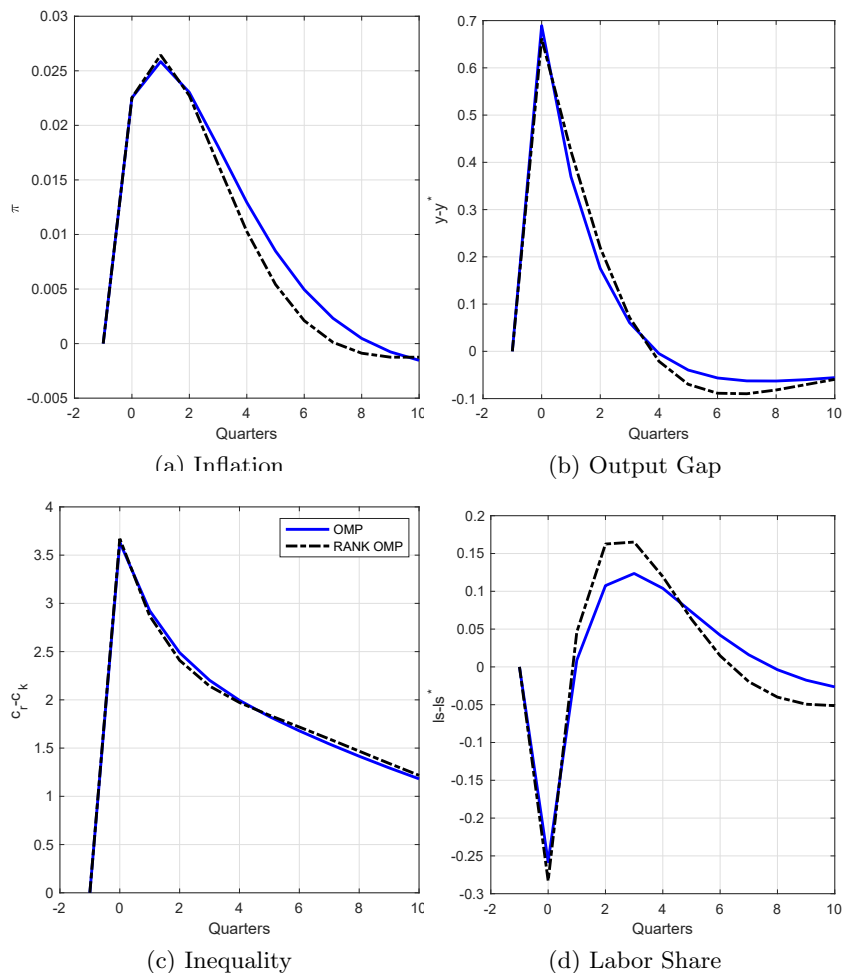 0.03
0.025
0.02
0.015
0.01
0.005
0
-0.005
π
-2 0 2 4 6 8 10
Quarters
(a) Inflation
0.7
0.6
0.5
0.4
0.3
0.2
0.1
0
-0.1
y-y*
-2 0 2 4 6 8 10
Quarters
(b) Output Gap
4
3.5
3
2.5
2
1.5
1
0.5
0
c_r-c_k
OMP
RANK OMP
-2 0 2 4 6 8 10
Quarters
(c) Inequality
0.2
0.15
0.1
0.05
0
-0.05
-0.1
-0.15
-0.2
-0.25
-0.3
ls-ls*
-2 0 2 4 6 8 10
Quarters
(d) Labor Share